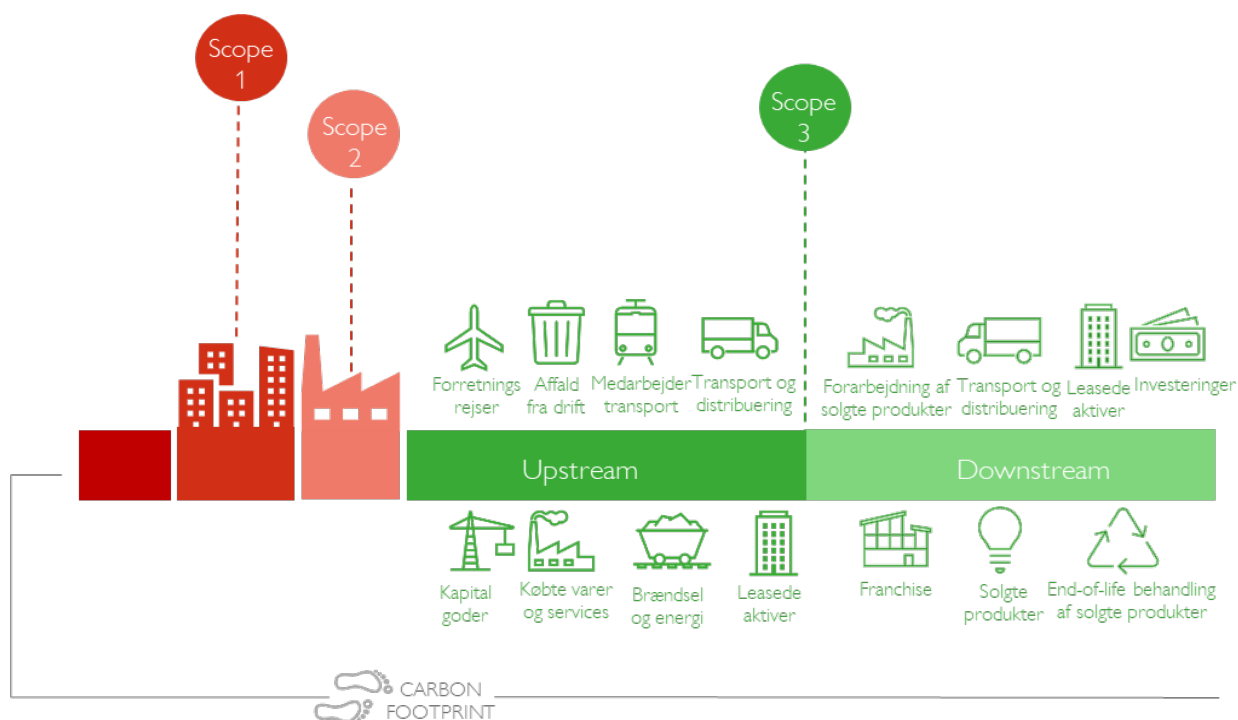 Scope
1
Scope
2
Scope
3
Forretnings
rejser
Affald
fra drift
Medarbejder
transport
Transport og
distribuering
Forarbejdning af
solgte produkter
Transport og
distribuering
Leasede
aktiver
Investeringer
Upstream
Downstream
Kapital
goder
Købte varer
og services
Brændsel
og energi
Leasede
aktiver
Franchise
Solgte
produkter
End-of-life behandling
af solgte produkter
CARBON
FOOTPRINT